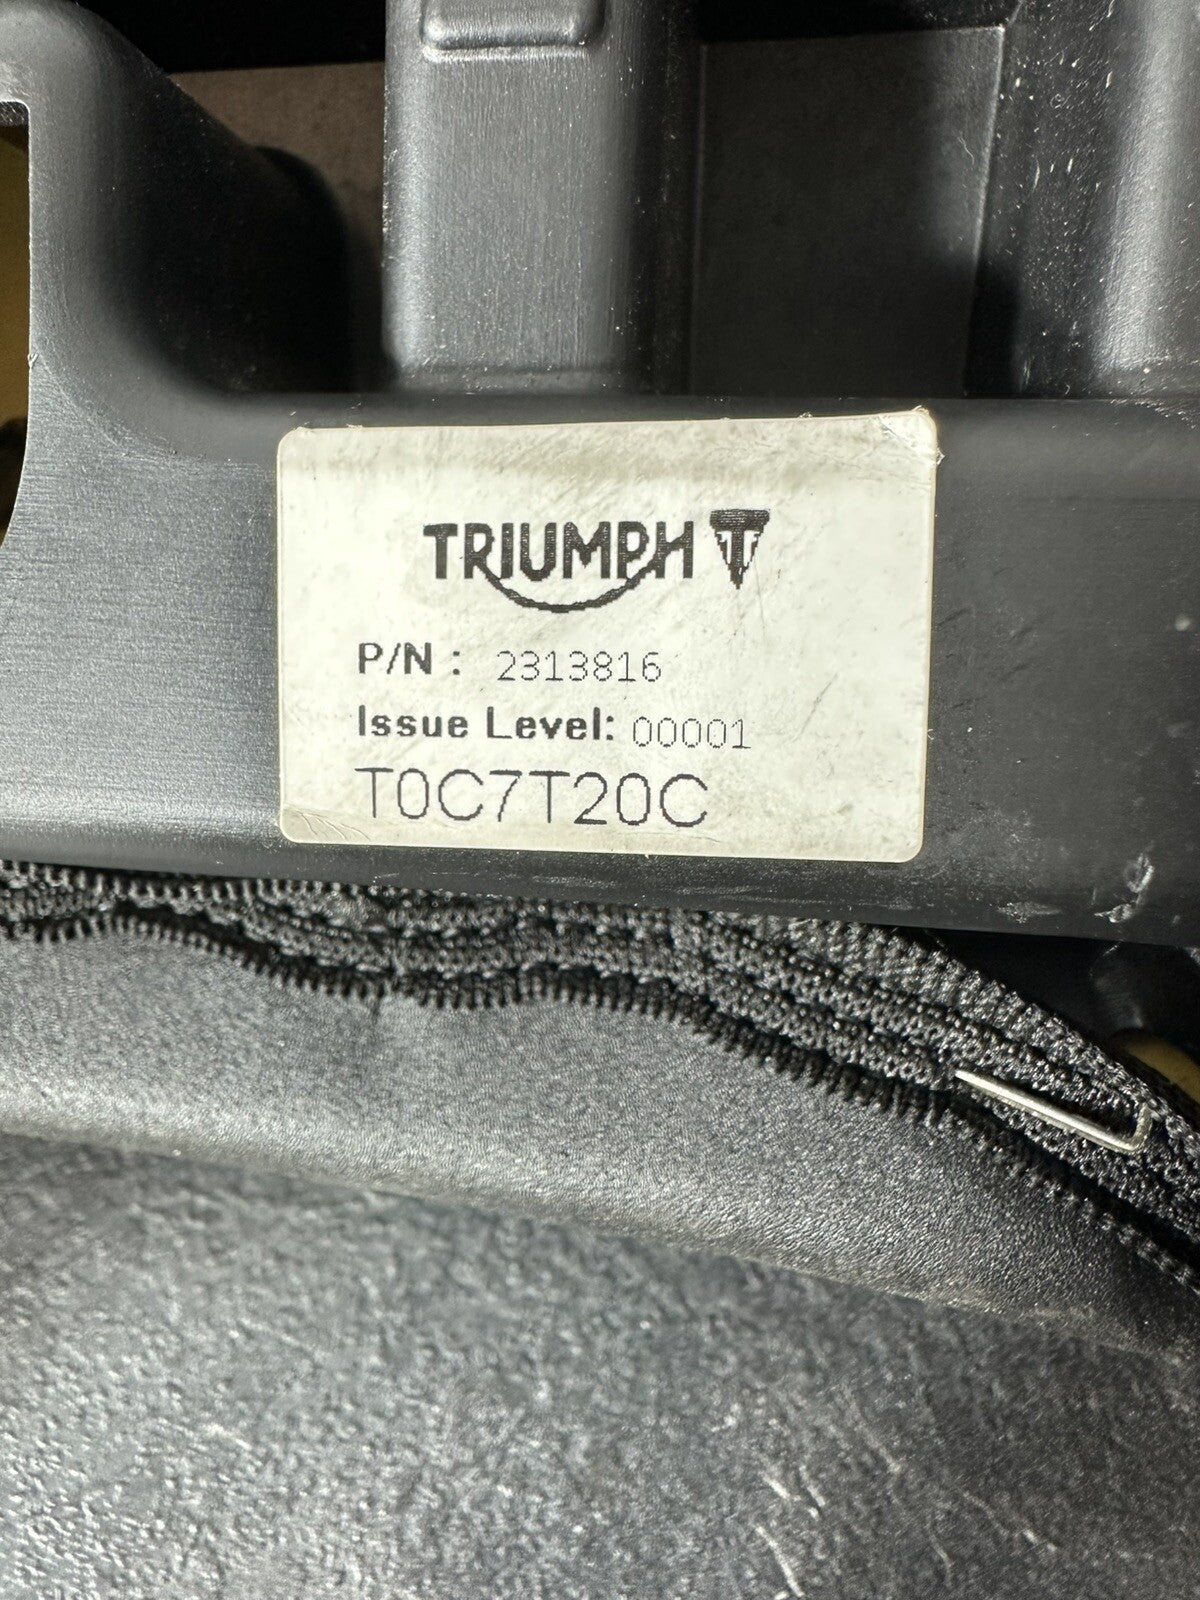 TRIUMPH T
P/N : 2313816
Issue Level: 00001
T0C7T20C